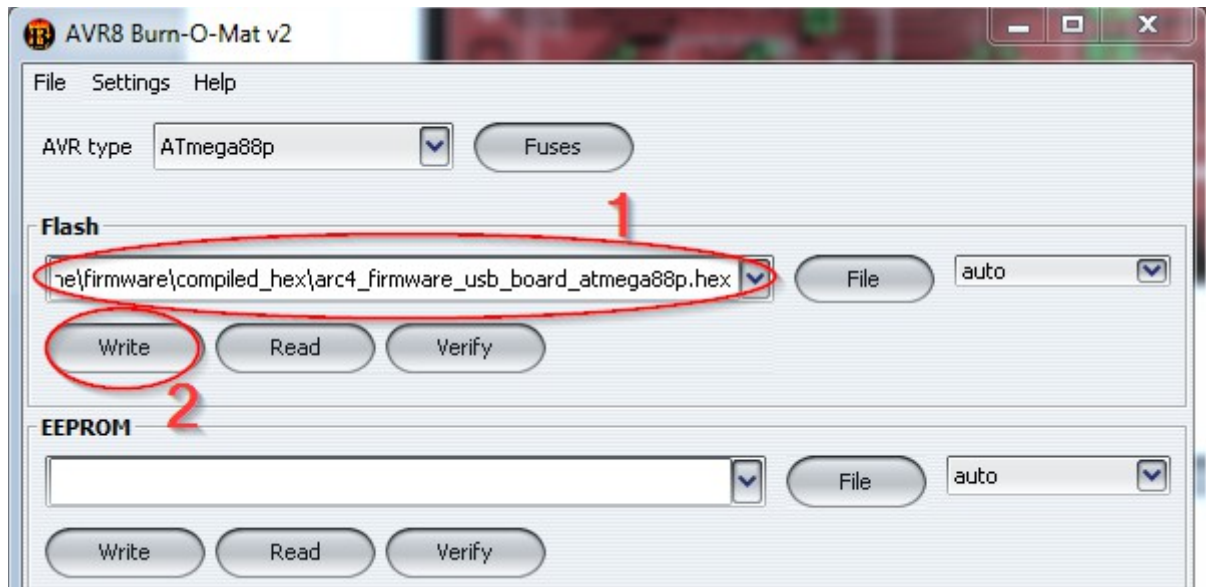 AVR8 Burn-O-Mat v2
File Settings Help
AVR type ATmega88p Fuses
1
Flash
ne\firmware\compiled_hex\arc4_firmware_usb_board_atmega88p.hex File auto
Write Read Verify
2
EEPROM
File auto
Write Read Verify